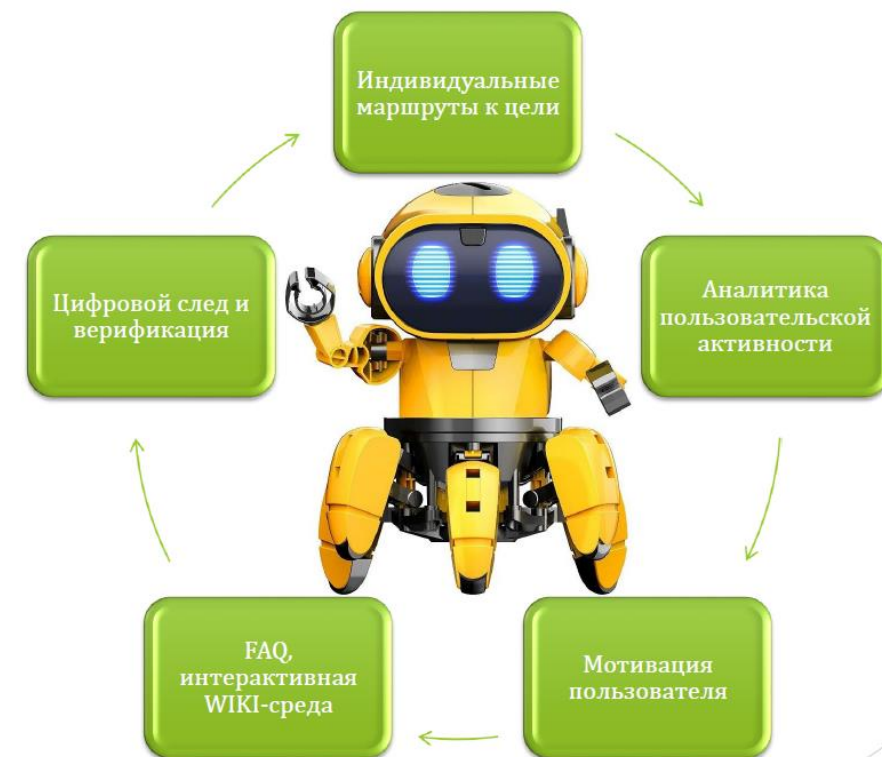 Индивидуальные
маршруты к цели
Аналитика
пользовательской
активности
Мотивация
пользователя
FAQ,
интерактивная
WIKI-среда
Цифровой след и
верификация